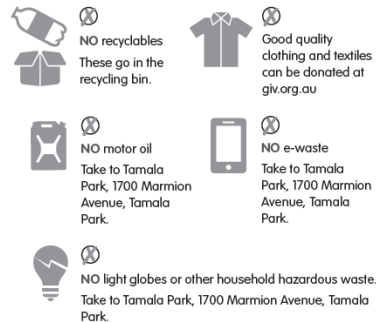 NO recyclables
These go in the
recycling bin.
Good quality
clothing and textiles
can be donated at
giv.org.au
NO motor oil
Take to Tamala
Park, 1700 Marmion
Avenue, Tamala
Park.
NO e-waste
Take to Tamala
Park, 1700 Marmion
Avenue, Tamala
Park.
NO light globes or other household hazardous waste.
Take to Tamala Park, 1700 Marmion Avenue, Tamala
Park.